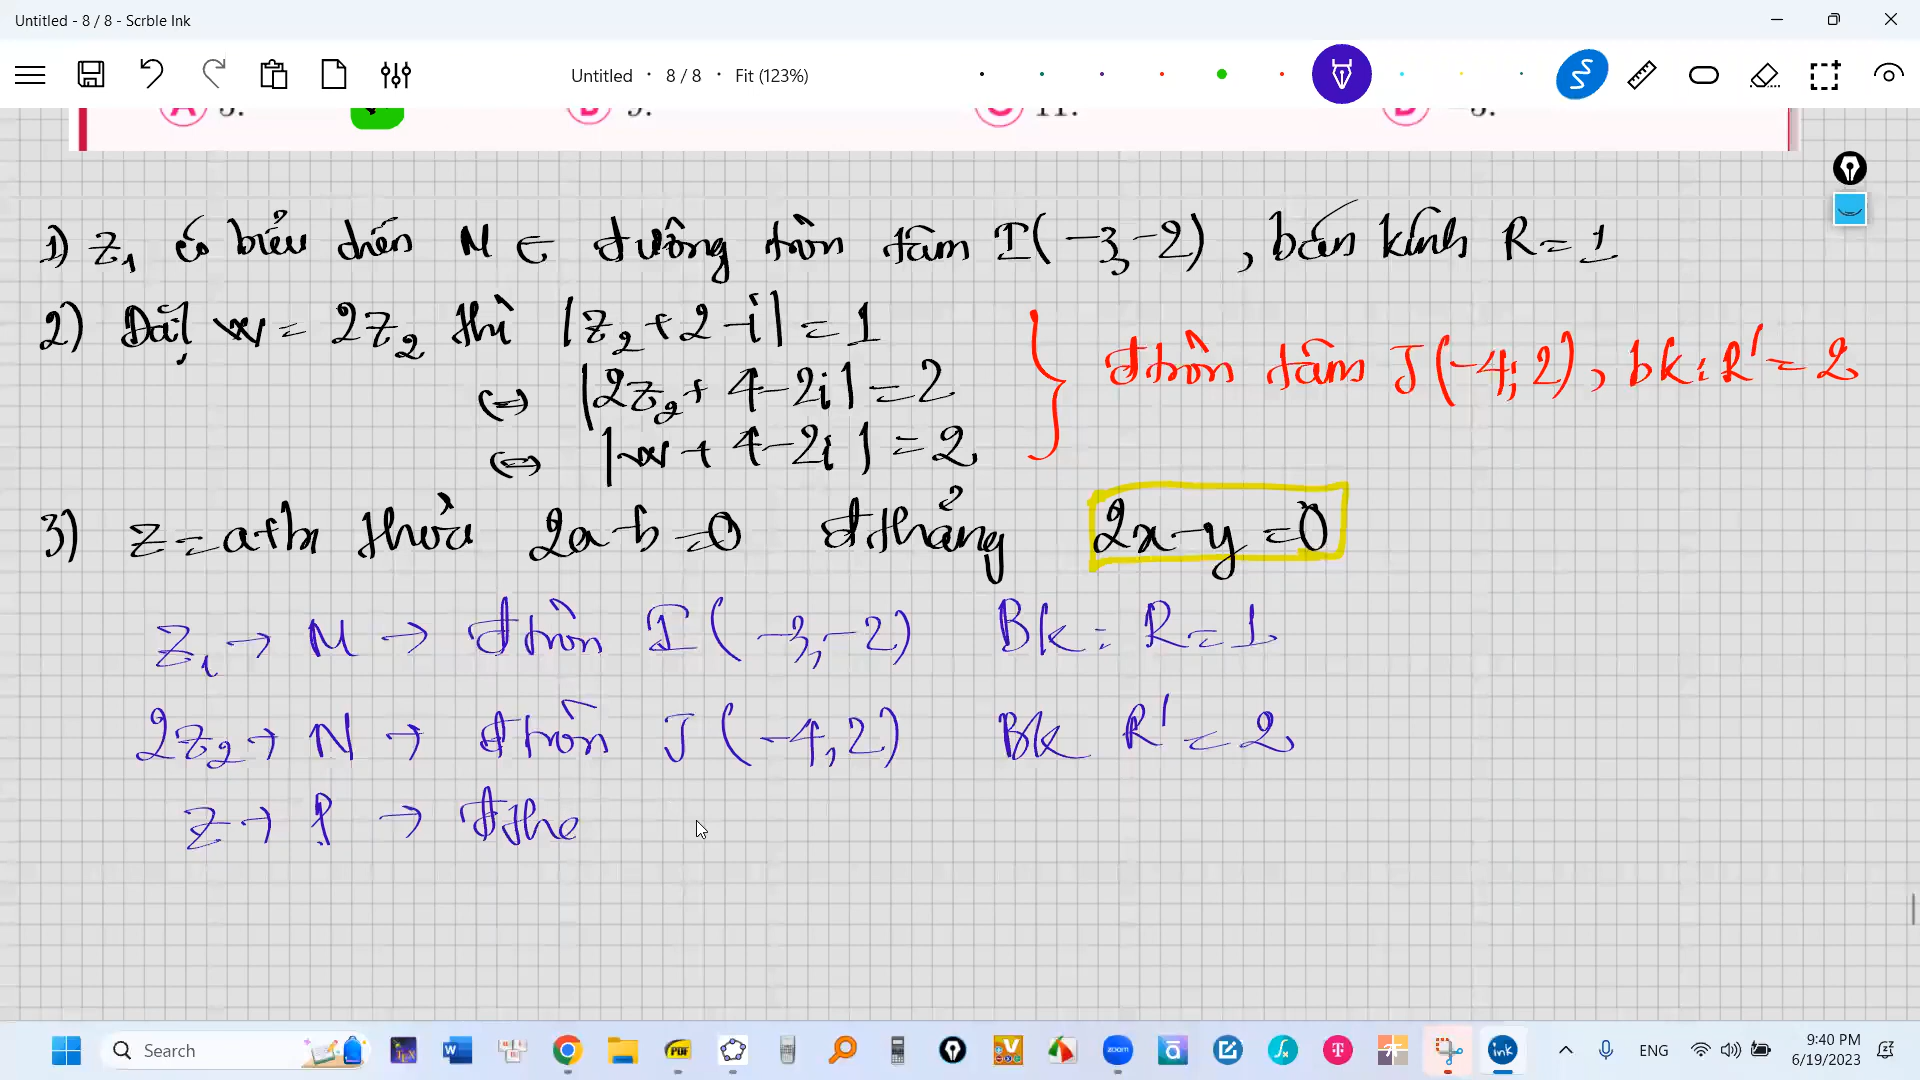 Untitled - 8 / 8 - Scrble Ink
Untitled · 8 / 8 · Fit (123%)
1) z₁ có biểu diễn M ∈ đường tròn tâm I(-3,-2), bán kính R=1
2) Đặt w = 2z₂ thì |z₂+2-i| = 1
⇔ |2z₂+4-2i| = 2
⇔ |w+4-2i| = 2
đtròn tâm J(-4;2), bk: R' = 2
3) z=a+bi thỏa 2a-b=0 đthẳng 2x-y=0
z₁ → M → đtròn I(-3,-2) Bk: R=1
2z₂ → N → đtròn J(-4,2) Bk R' = 2
z → P → đthe
Search
ENG
9:40 PM
6/19/2023